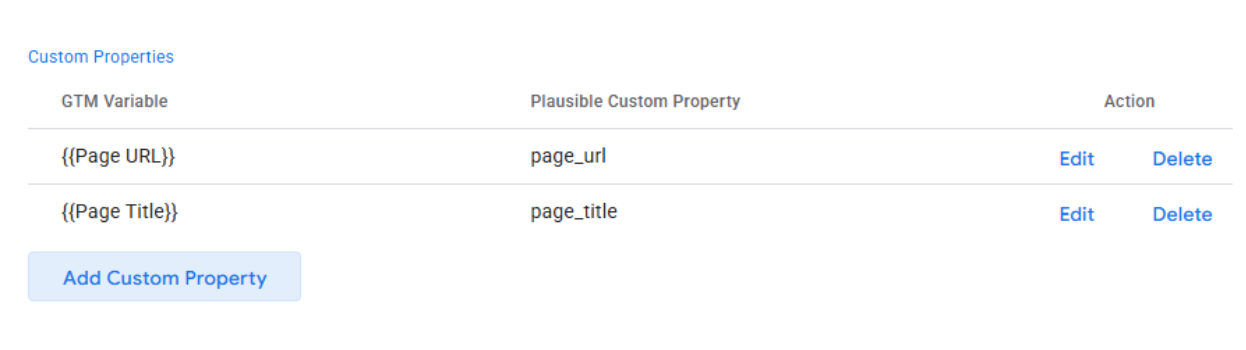 Custom Properties
GTM Variable Plausible Custom Property Action
{{Page URL}} page_url Edit Delete
{{Page Title}} page_title Edit Delete
Add Custom Property